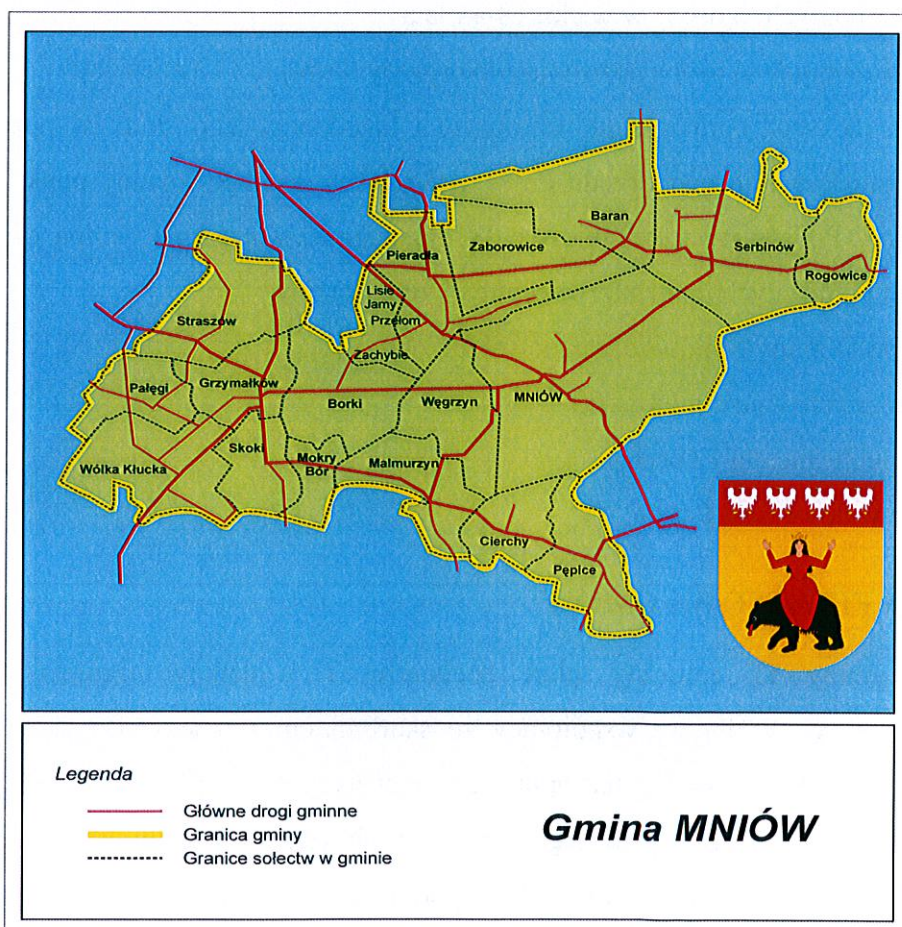 Baran
Zaborowice
Serbinów
Pieradła
Rogowice
Lisie
Jamy
Przełom
Straszów
Zachybie
Pałęgi
Grzymałków
Borki
Węgrzyn
MNIÓW
Skoki
Mokry
Bór
Malmurzyn
Wólka Kłucka
Cierchy
Pępice
Legenda
Główne drogi gminne
Granica gminy
Granice sołectw w gminie
Gmina MNIÓW